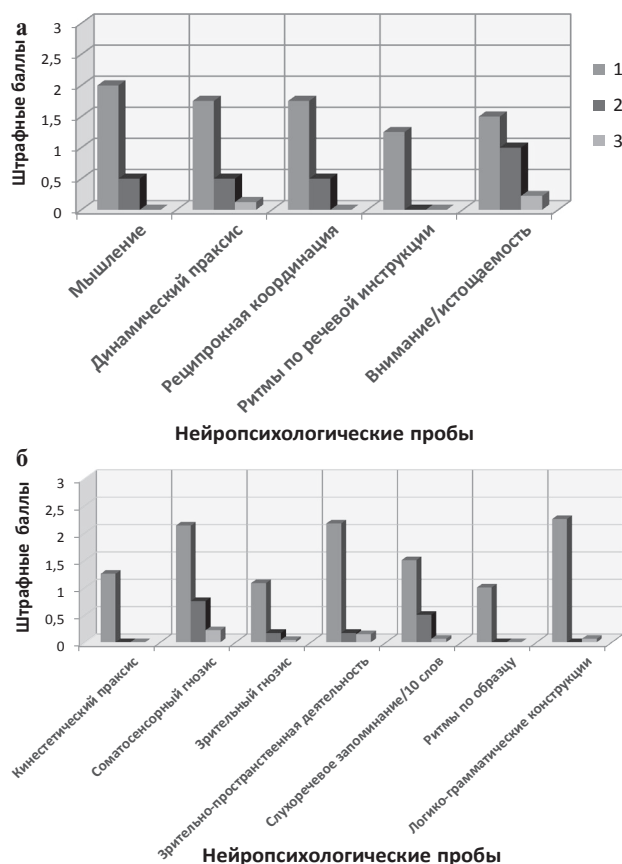 а
Штрафные баллы
3
2,5
2
1,5
1
0,5
0
1
2
3
Мышление
Динамический праксис
Реципрокная координация
Ритмы по речевой инструкции
Внимание/истощаемость
Нейропсихологические пробы
б
Штрафные баллы
3
2,5
2
1,5
1
0,5
0
Кинестетический праксис
Соматосенсорный гнозис
Зрительный гнозис
Зрительно-пространственная деятельность
Слухоречевое запоминание/10 слов
Ритмы по образцу
Логико-грамматические конструкции
Нейропсихологические пробы